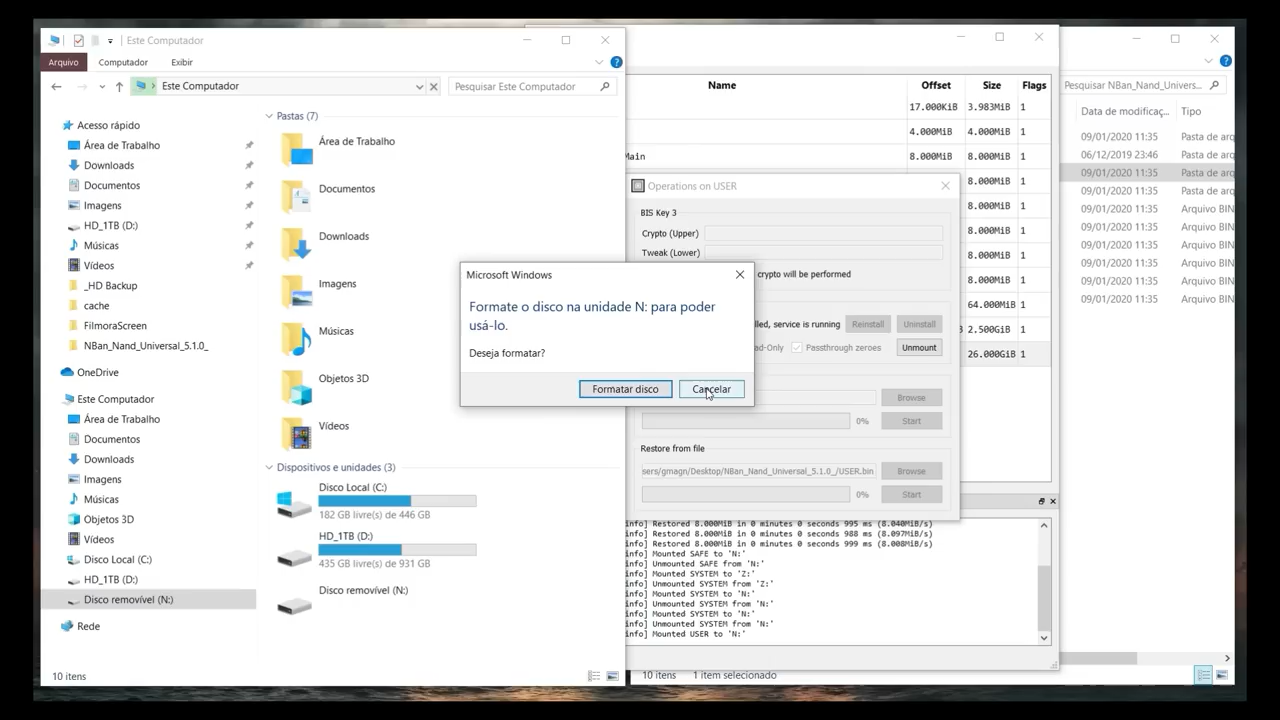 Este Computador
Arquivo
Computador
Exibir
Este Computador
Pesquisar Este Computador
Acesso rápido
Área de Trabalho
Downloads
Documentos
Imagens
HD_1TB (D:)
Músicas
Vídeos
_HD Backup
cache
FilmoraScreen
NBan_Nand_Universal_5.1.0_
OneDrive
Este Computador
Área de Trabalho
Documentos
Downloads
Imagens
Músicas
Objetos 3D
Vídeos
Disco Local (C:)
HD_1TB (D:)
Disco removível (N:)
Rede
10 itens
Pastas (7)
Área de Trabalho
Documentos
Downloads
Imagens
Músicas
Objetos 3D
Vídeos
Dispositivos e unidades (3)
Disco Local (C:)
182 GB livre(s) de 446 GB
HD_1TB (D:)
435 GB livre(s) de 931 GB
Disco removível (N:)
Microsoft Windows
Formate o disco na unidade N: para poder
usá-lo.
Deseja formatar?
Formatar disco
Cancelar
Name Offset Size Flags
17.000KiB 3.983MiB 1
4.000MiB 4.000MiB 1
Main 8.000MiB 8.000MiB 1
8.000MiB 1
8.000MiB 1
8.000MiB 1
8.000MiB 1
8.000MiB 1
64.000MiB 1
2.500GiB 1
26.000GiB 1
Operations on USER
BIS Key 3
Crypto (Upper)
Tweak (Lower)
crypto will be performed
lled, service is running
Reinstall
Uninstall
ad-Only
Passthrough zeroes
Unmount
Browse
0%
Start
Restore from file
sers/gmagn/Desktop/NBan_Nand_Universal_5.1.0_/USER.bin
Browse
0%
Start
info] Restored 8.000MiB in 0 minutes 0 seconds 995 ms (8.040MiB/s)
info] Restored 8.000MiB in 0 minutes 0 seconds 988 ms (8.097MiB/s)
info] Restored 8.000MiB in 0 minutes 0 seconds 999 ms (8.008MiB/s)
info] Mounted SAFE to 'N:'
info] Unmounted SAFE from 'N:'
info] Mounted SYSTEM to 'Z:'
info] Unmounted SYSTEM from 'Z:'
info] Mounted SYSTEM to 'N:'
info] Unmounted SYSTEM from 'N:'
info] Mounted SYSTEM to 'N:'
info] Unmounted SYSTEM from 'N:'
info] Mounted USER to 'N:'
10 itens
1 item selecionado
Pesquisar NBan_Nand_Univers...
Data de modificaç... Tipo
09/01/2020 11:35 Pasta de arq
06/12/2019 23:46 Pasta de arq
09/01/2020 11:35 Pasta de arq
09/01/2020 11:35 Pasta de arq
09/01/2020 11:35 Arquivo BIN
09/01/2020 11:35 Arquivo BIN
09/01/2020 11:35 Arquivo BIN
09/01/2020 11:35 Arquivo BIN
09/01/2020 11:35 Arquivo BIN
09/01/2020 11:35 Arquivo BIN